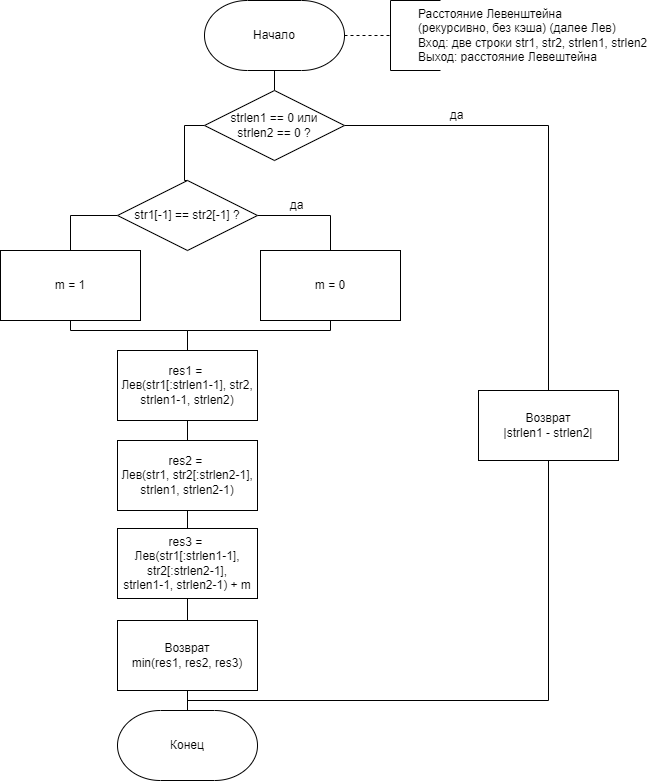 Начало
Расстояние Левенштейна
(рекурсивно, без кэша) (далее Лев)
Вход: две строки str1, str2, strlen1, strlen2
Выход: расстояние Левештейна
strlen1 == 0 или
strlen2 == 0 ?
да
str1[-1] == str2[-1] ?
да
m = 1
m = 0
res1 =
Лев(str1[:strlen1-1], str2,
strlen1-1, strlen2)
Возврат
|strlen1 - strlen2|
res2 =
Лев(str1, str2[:strlen2-1],
strlen1, strlen2-1)
res3 =
Лев(str1[:strlen1-1],
str2[:strlen2-1],
strlen1-1, strlen2-1) + m
Возврат
min(res1, res2, res3)
Конец